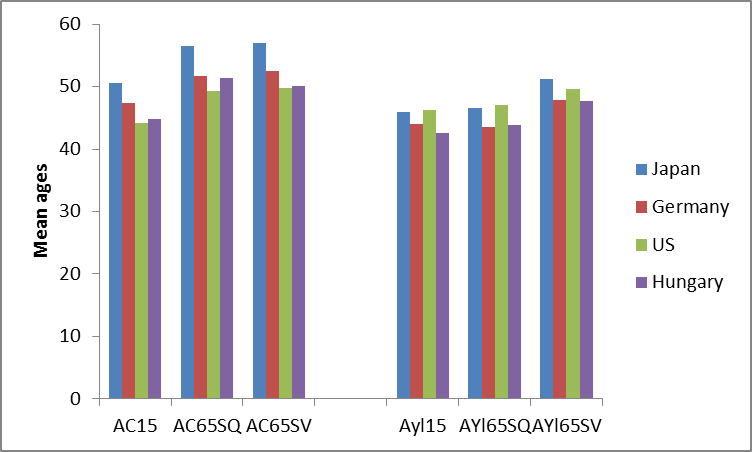 60
50
40
30
20
10
0
Mean ages
AC15 AC65SQ AC65SV Ayl15 AYl65SQ AYl65SV
Japan
Germany
US
Hungary